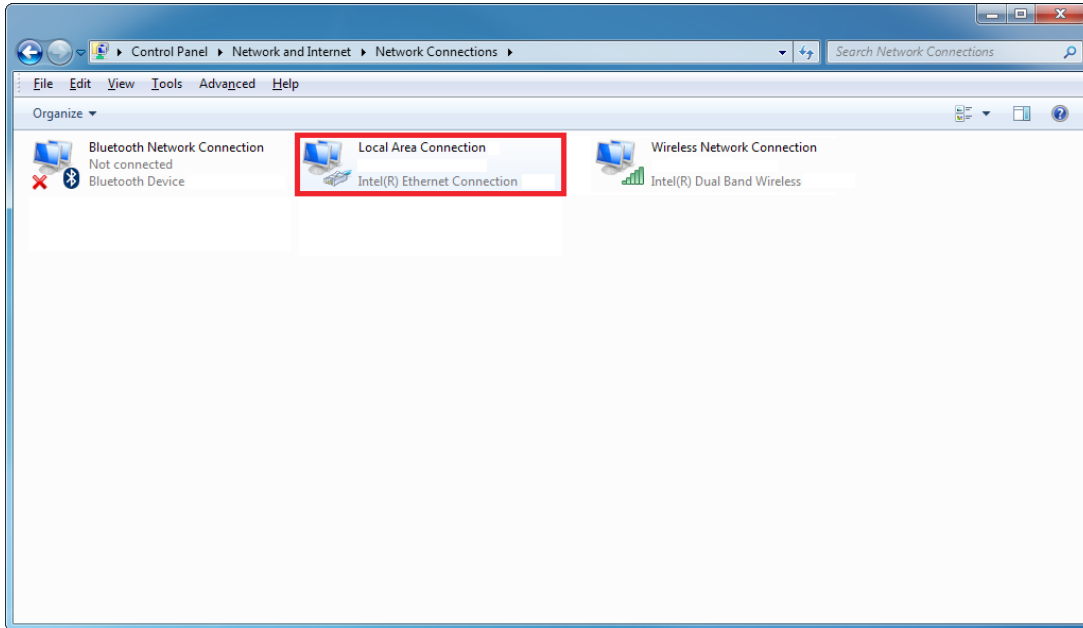 Control Panel Network and Internet Network Connections
Search Network Connections
File Edit View Tools Advanced Help
Organize
Bluetooth Network Connection
Not connected
Bluetooth Device
Local Area Connection
Intel(R) Ethernet Connection
Wireless Network Connection
Intel(R) Dual Band Wireless